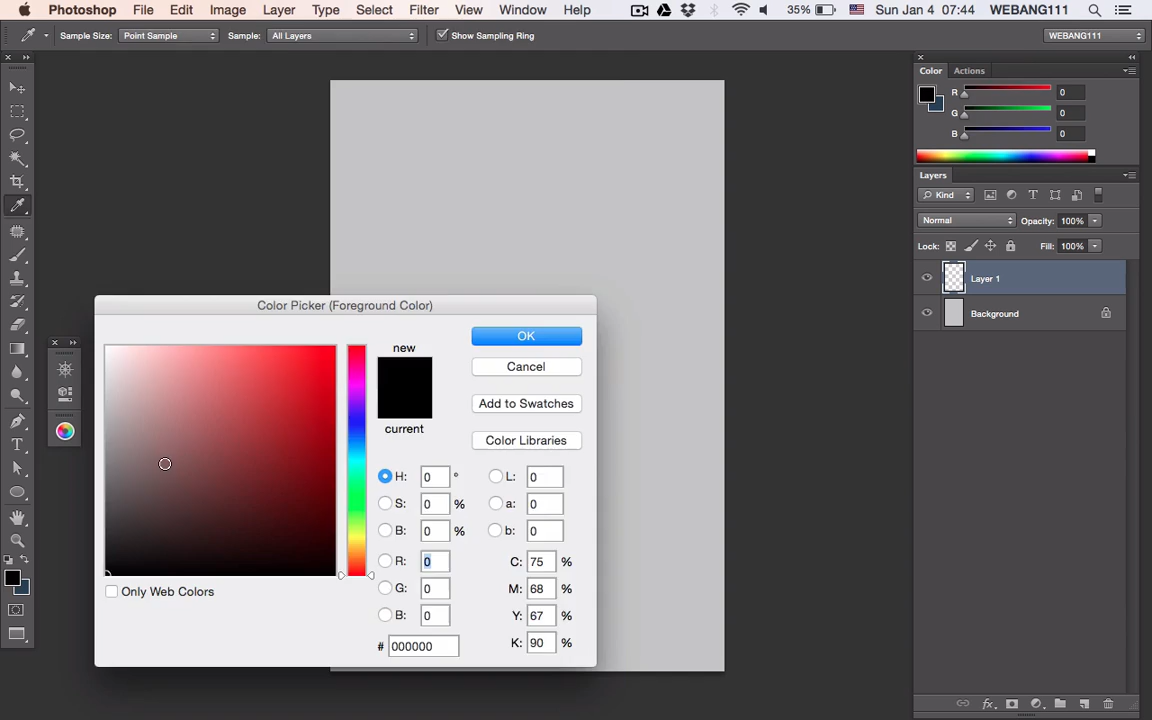 Photoshop File Edit Image Layer Type Select Filter View Window Help 35% Sun Jan 4 07:44 WEBANG111
Sample Size: Point Sample Sample: All Layers Show Sampling Ring WEBANG111
Color Actions
R 0
G 0
B 0
Layers
Kind
Normal Opacity: 100%
Lock: Fill: 100%
Layer 1
Background
Color Picker (Foreground Color)
new
current
OK
Cancel
Add to Swatches
Color Libraries
H: 0 ° L: 0
S: 0 % a: 0
B: 0 % b: 0
R: 0 C: 75 %
G: 0 M: 68 %
B: 0 Y: 67 %
# 000000 K: 90 %
Only Web Colors